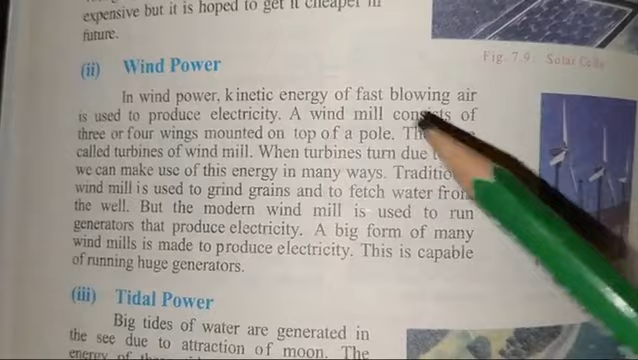 expensive but it is hoped to get it cheaper in
future.
Fig. 7.9: Solar Cells
(ii) Wind Power
In wind power, kinetic energy of fast blowing air
is used to produce electricity. A wind mill consists of
three or four wings mounted on top of a pole.
called turbines of wind mill. When turbines turn due
we can make use of this energy in many ways.
wind mill is used to grind grains and to fetch water from
the well. But the modern wind mill is used to run
generators that produce electricity. A big form of many
wind mills is made to produce electricity. This is capable
of running huge generators.
(iii) Tidal Power
Big tides of water are generated in
the see due to attraction of moon. The
energy of